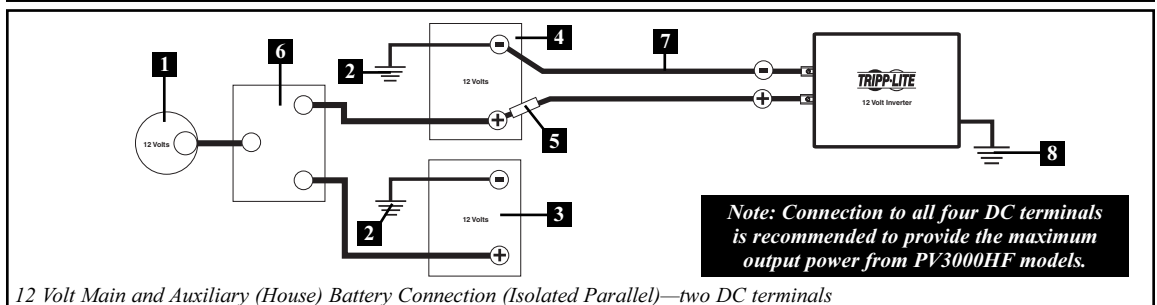 1
6
2
4
7
12 Volts
12 Volts
5
TRIPP·LITE
12 Volt Inverter
8
2
12 Volts
3
Note: Connection to all four DC terminals
is recommended to provide the maximum
output power from PV3000HF models.
12 Volt Main and Auxiliary (House) Battery Connection (Isolated Parallel)—two DC terminals